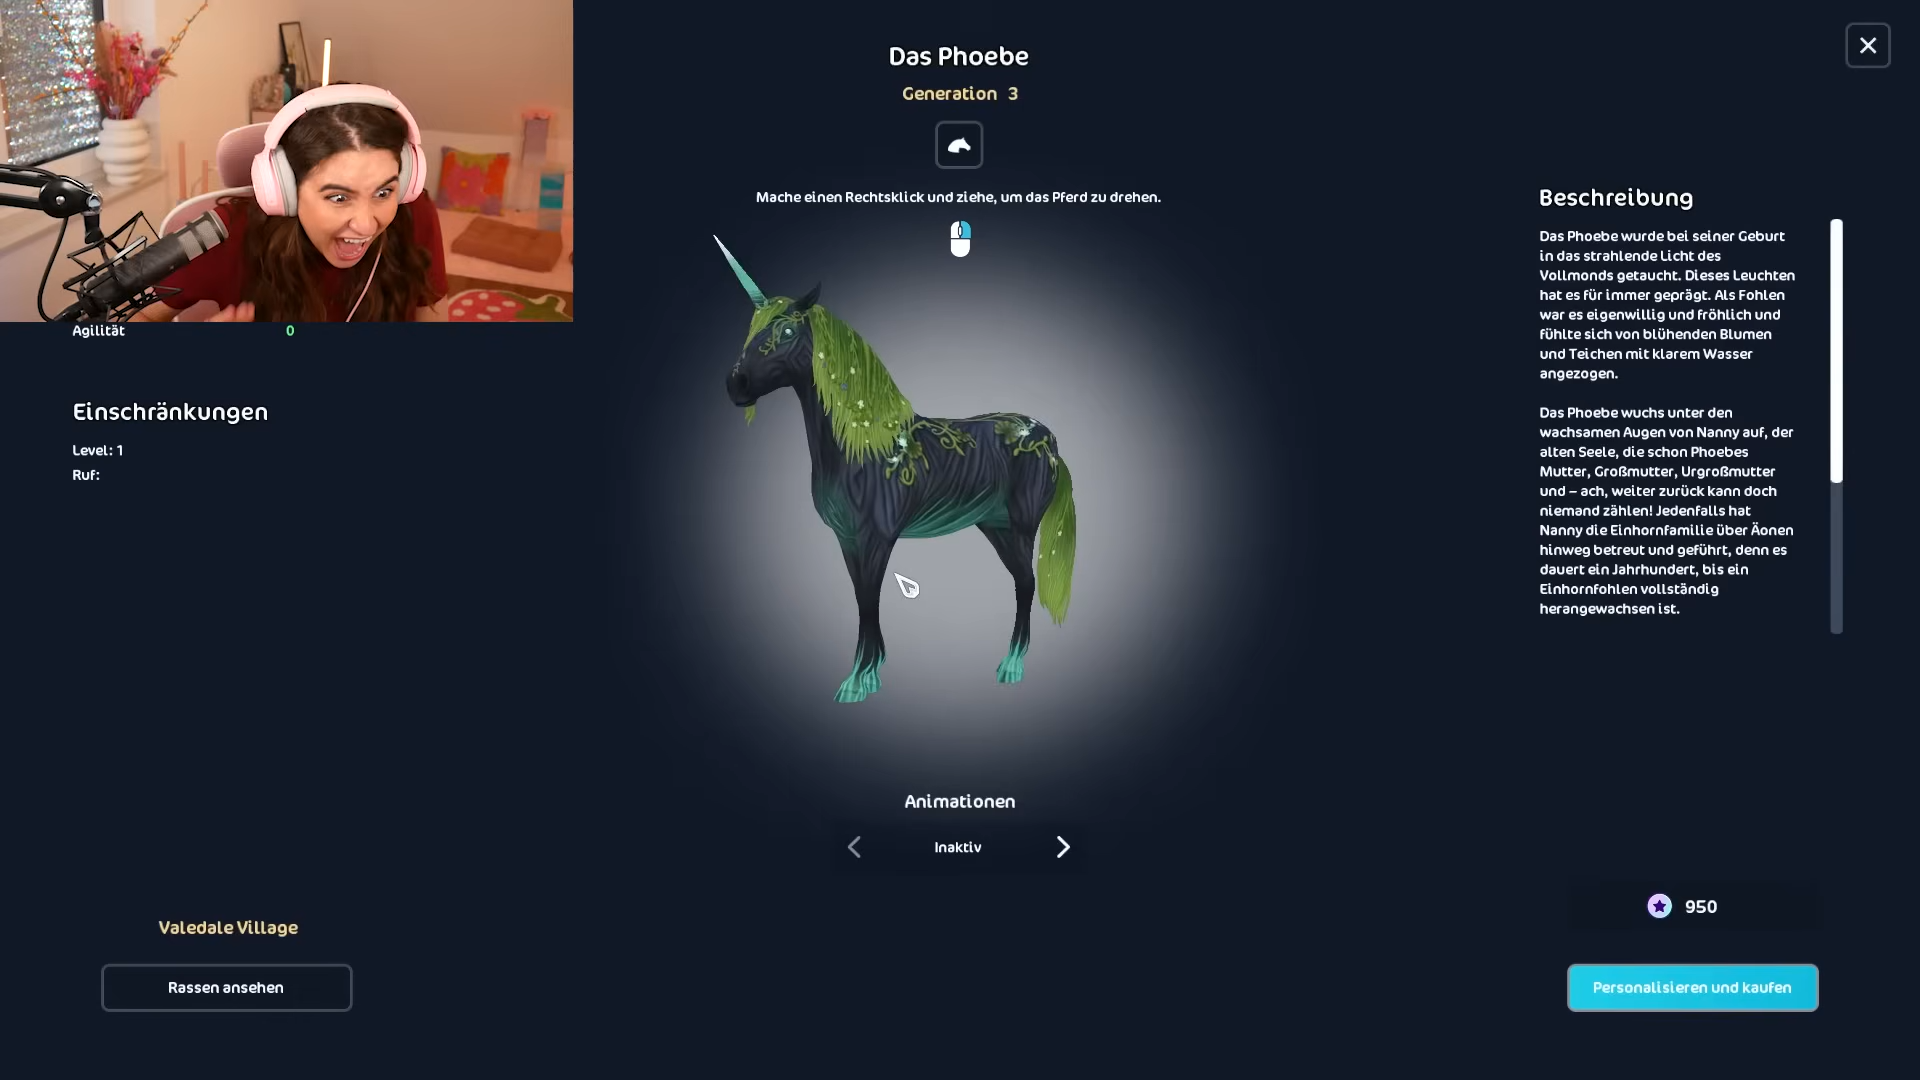 Das Phoebe
Generation 3
Mache einen Rechtsklick und ziehe, um das Pferd zu drehen.
Agilität 0
Einschränkungen
Level: 1
Ruf:
Beschreibung
Das Phoebe wurde bei seiner Geburt
in das strahlende Licht des
Vollmonds getaucht. Dieses Leuchten
hat es für immer geprägt. Als Fohlen
war es eigenwillig und fröhlich und
fühlte sich von blühenden Blumen
und Teichen mit klarem Wasser
angezogen.
Das Phoebe wuchs unter den
wachsamen Augen von Nanny auf, der
alten Seele, die schon Phoebes
Mutter, Großmutter, Urgroßmutter
und – ach, weiter zurück kann doch
niemand zählen! Jedenfalls hat
Nanny die Einhornfamilie über Äonen
hinweg betreut und geführt, denn es
dauert ein Jahrhundert, bis ein
Einhornfohlen vollständig
herangewachsen ist.
Animationen
Inaktiv
Valedale Village
Rassen ansehen
950
Personalisieren und kaufen